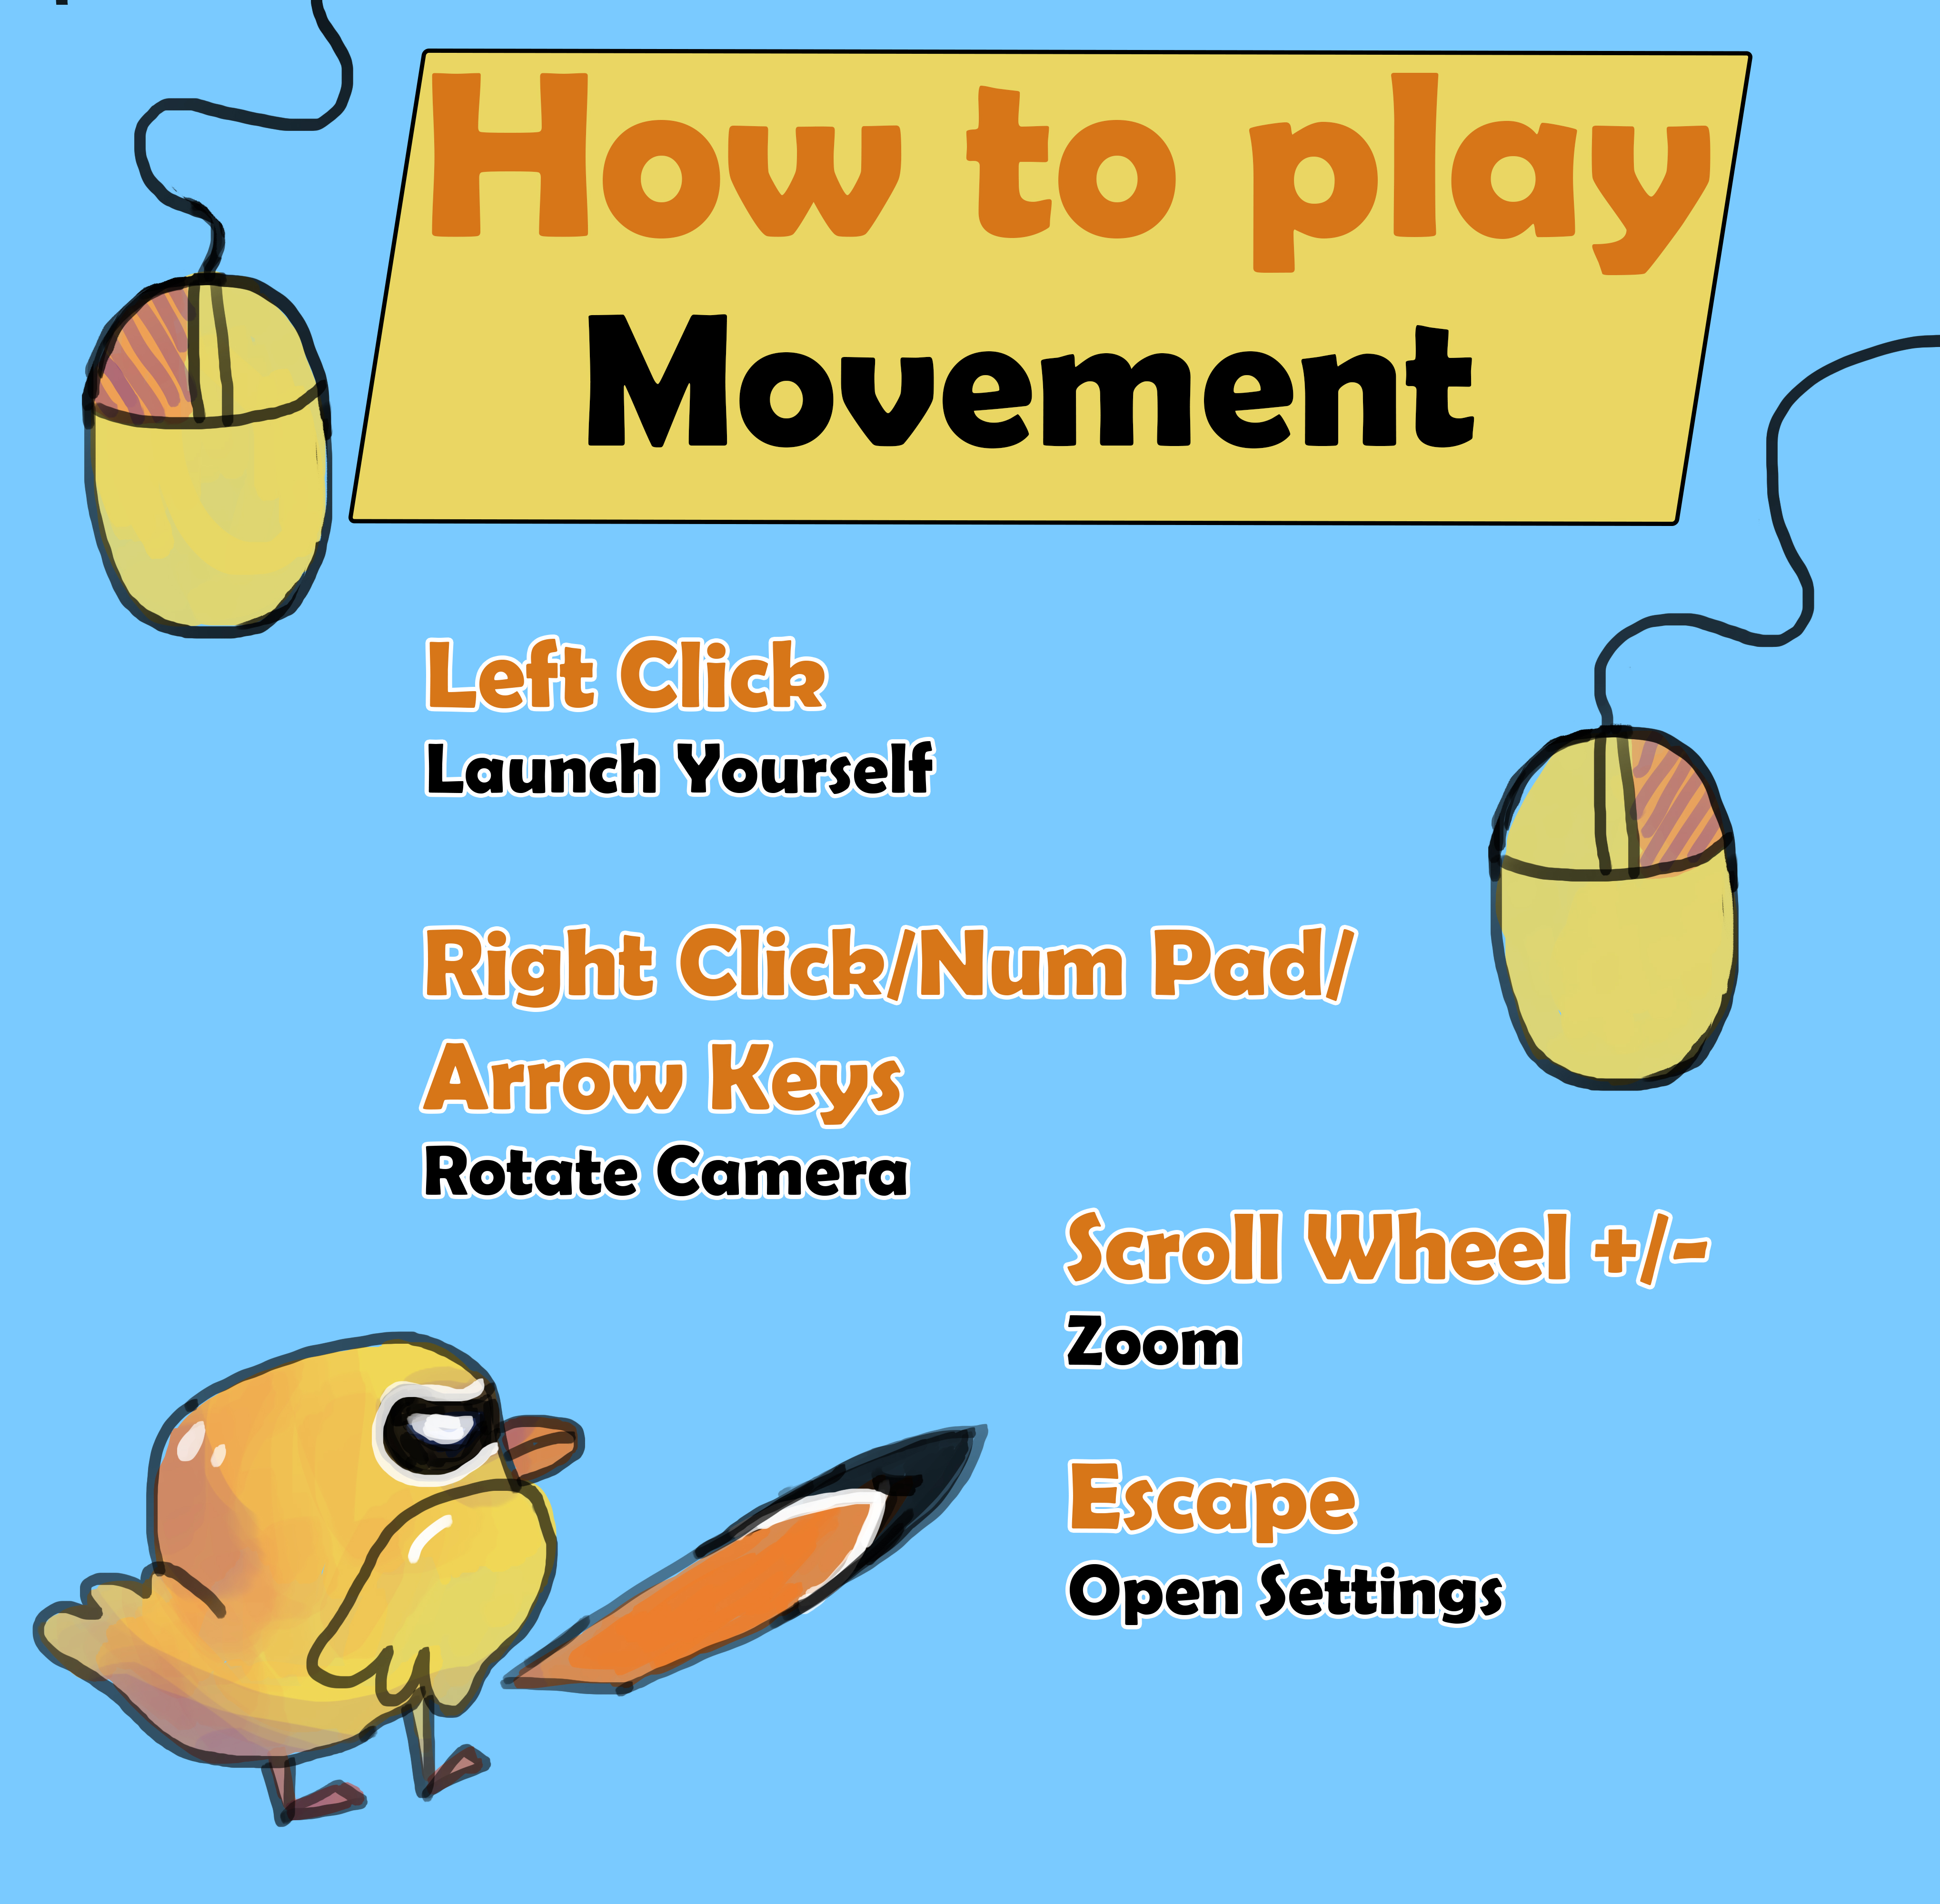 How to play
Movement
Left Click
Launch Yourself
Right Click/Num Pad/
Arrow Keys
Rotate Camera
Scroll Wheel +/-
Zoom
Escape
Open Settings